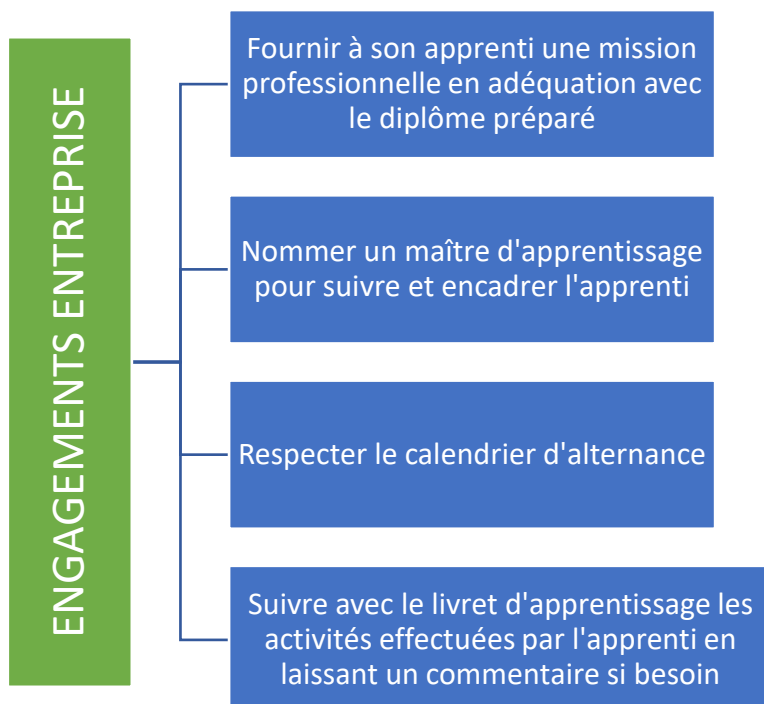 ENGAGEMENTS ENTREPRISE
Fournir à son apprenti une mission
professionnelle en adéquation avec
le diplôme préparé
Nommer un maître d'apprentissage
pour suivre et encadrer l'apprenti
Respecter le calendrier d'alternance
Suivre avec le livret d'apprentissage les
activités effectuées par l'apprenti en
laissant un commentaire si besoin